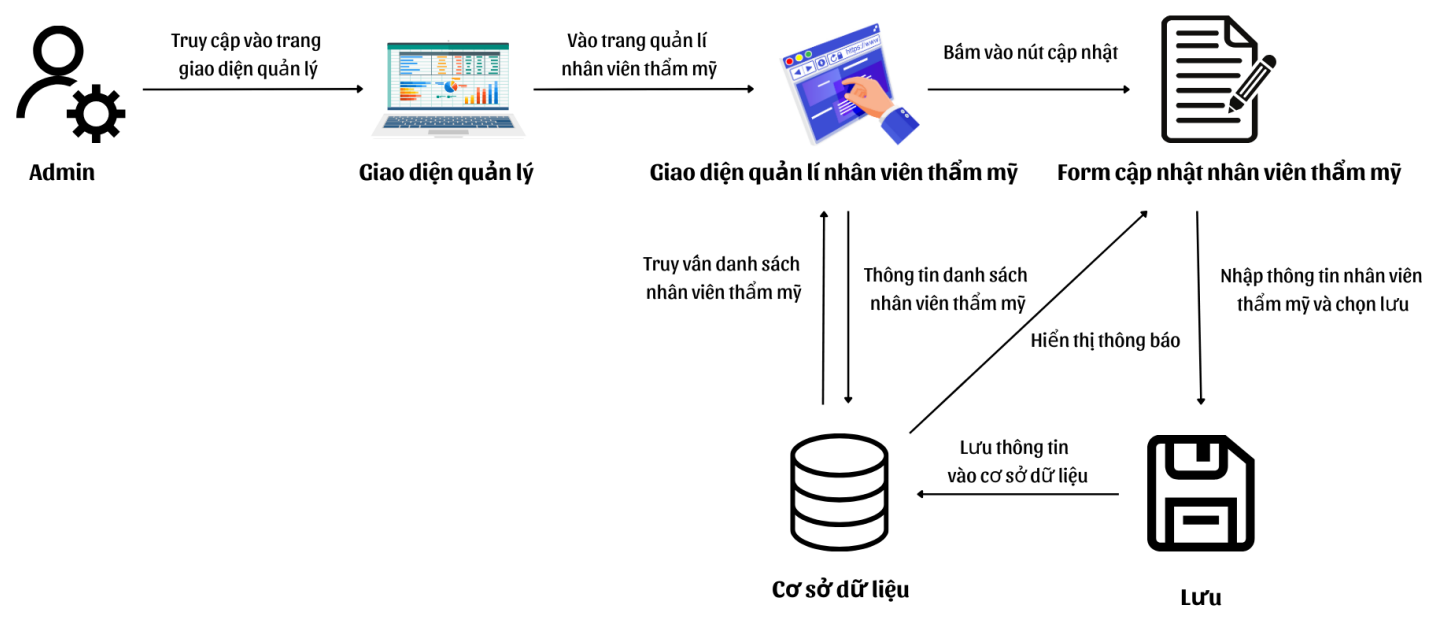 Truy cập vào trang
giao diện quản lý
Vào trang quản lí
nhân viên thẩm mỹ
https://www
Bấm vào nút cập nhật
Admin
Giao diện quản lý
Giao diện quản lí nhân viên thẩm mỹ
Form cập nhật nhân viên thẩm mỹ
Truy vấn danh sách
nhân viên thẩm mỹ
Thông tin danh sách
nhân viên thẩm mỹ
Nhập thông tin nhân viên
thẩm mỹ và chọn lưu
Hiển thị thông báo
Lưu thông tin
vào cơ sở dữ liệu
Cơ sở dữ liệu
Lưu